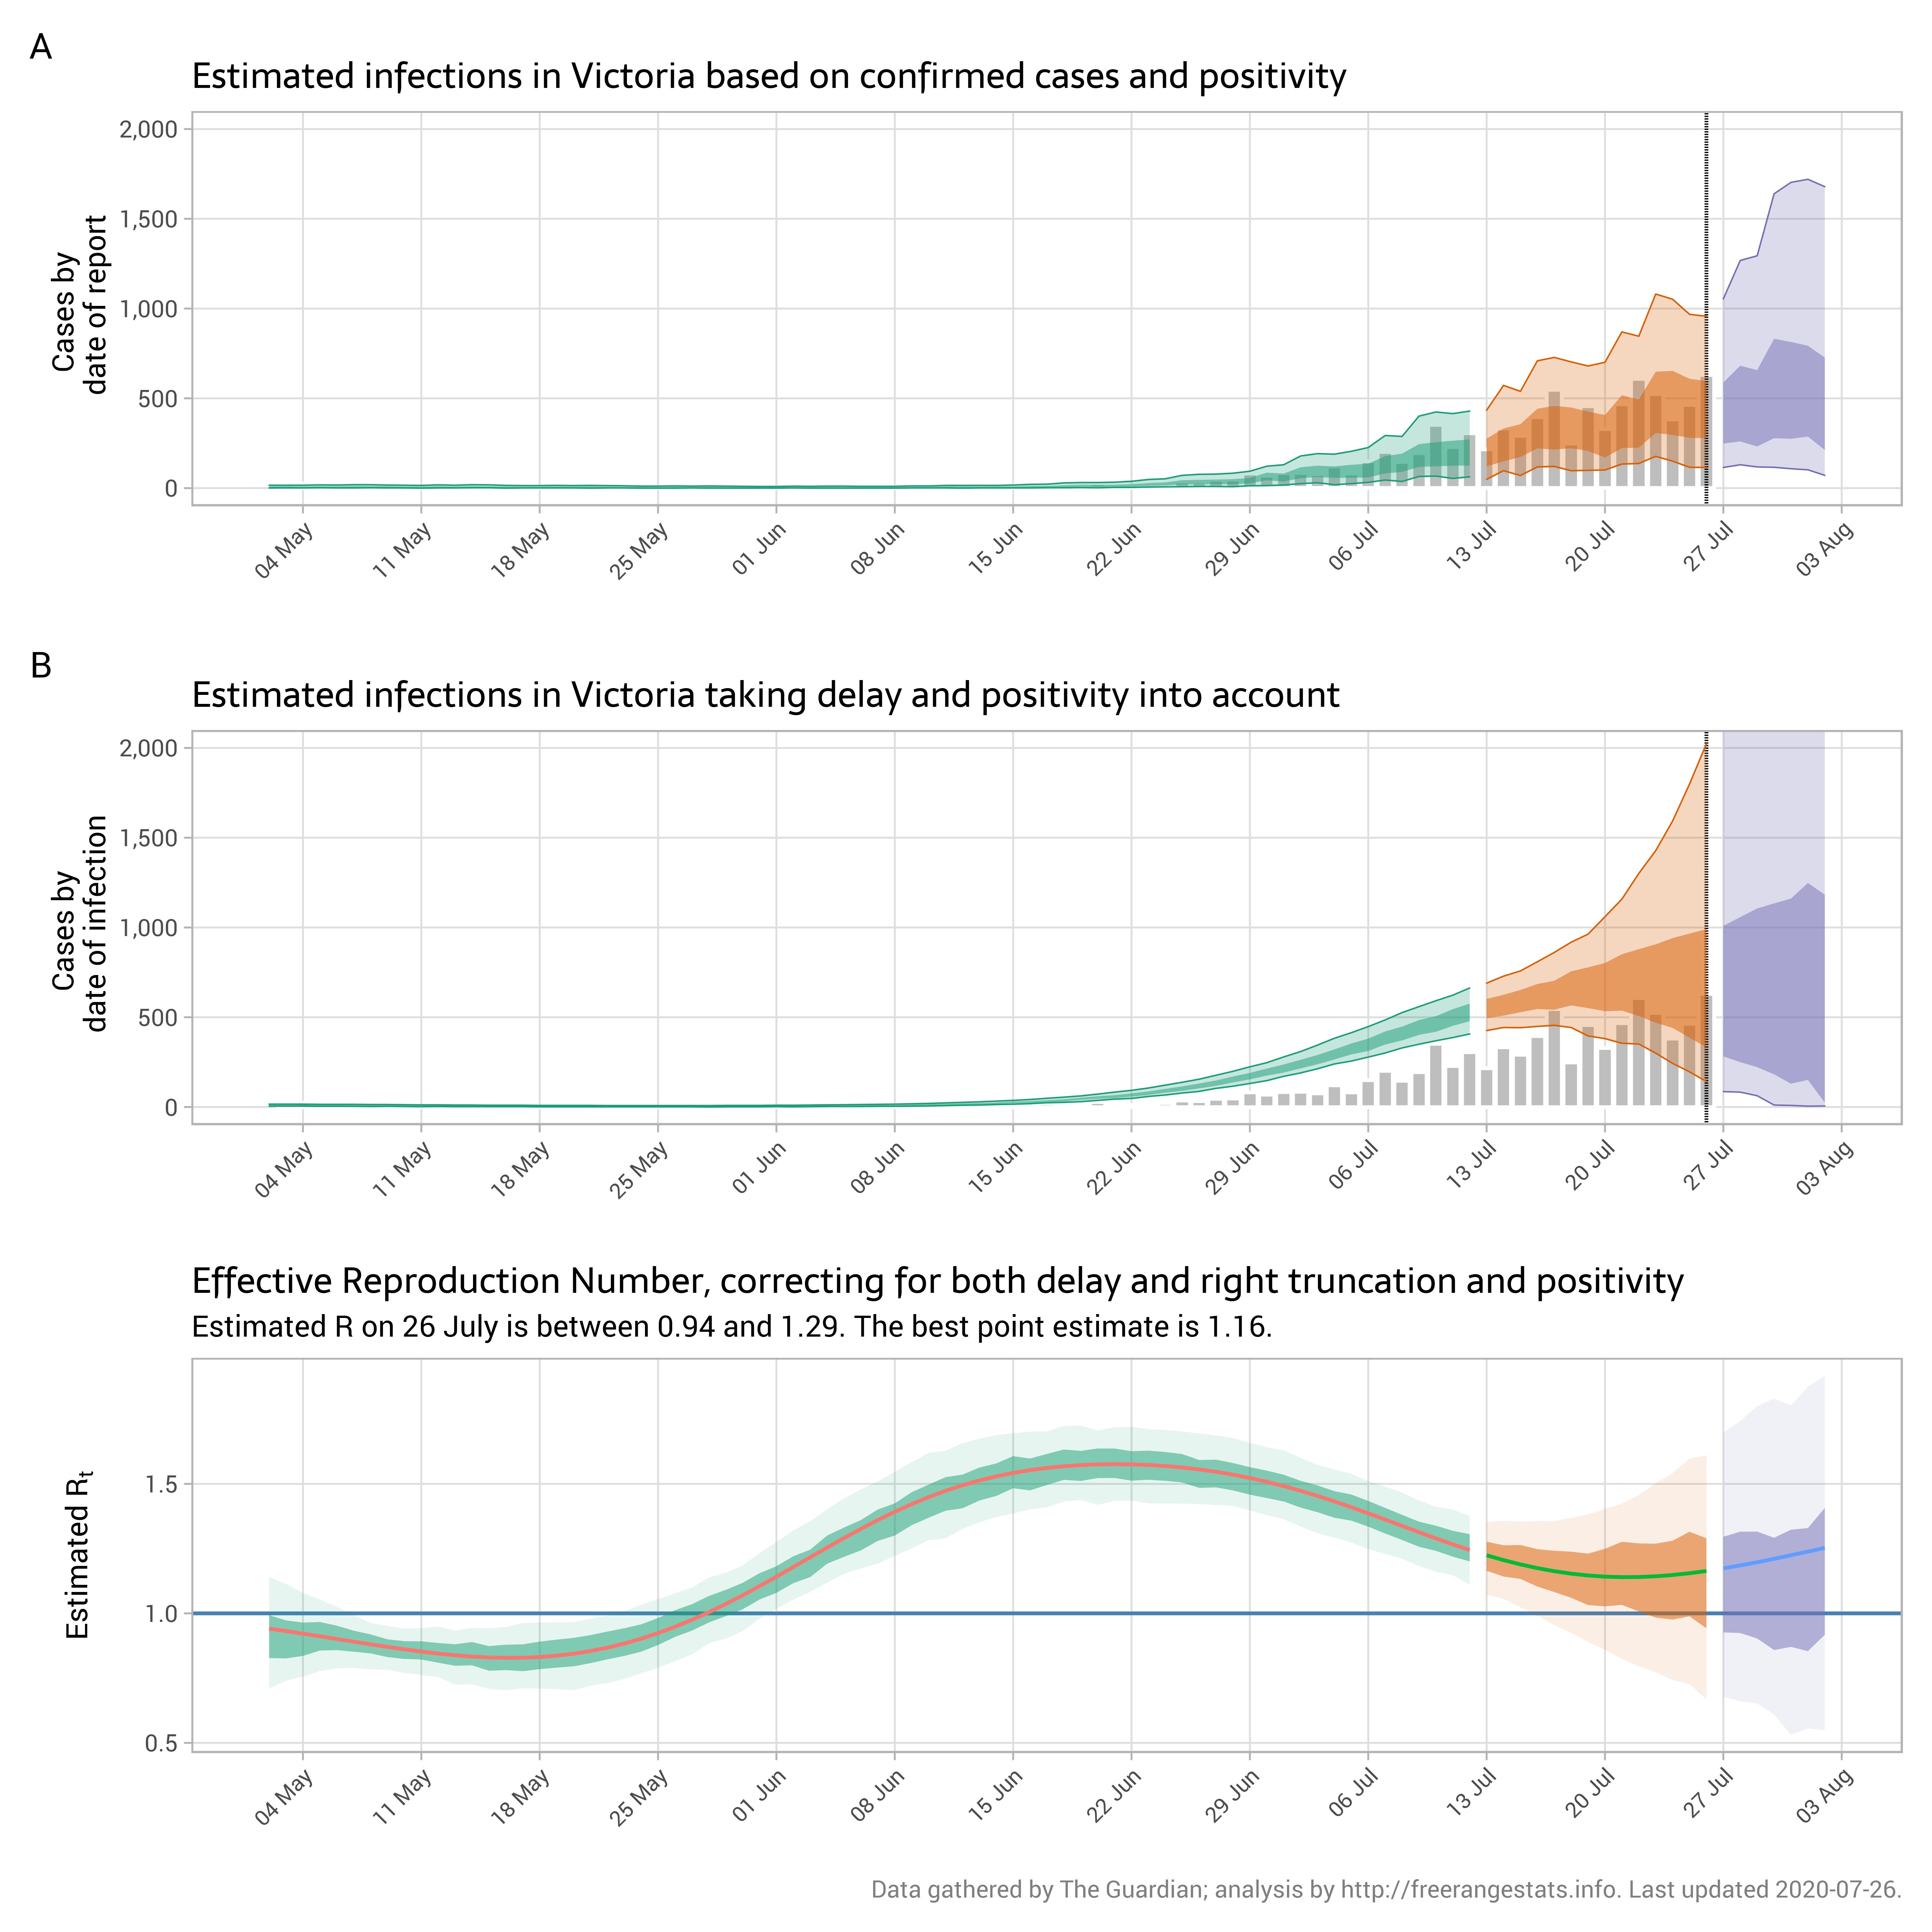 A
Estimated infections in Victoria based on confirmed cases and positivity
Cases by
date of report
2,000
1,500
1,000
500
0
04 May
11 May
18 May
25 May
01 Jun
08 Jun
15 Jun
22 Jun
29 Jun
06 Jul
13 Jul
20 Jul
27 Jul
03 Aug
B
Estimated infections in Victoria taking delay and positivity into account
Cases by
date of infection
2,000
1,500
1,000
500
0
04 May
11 May
18 May
25 May
01 Jun
08 Jun
15 Jun
22 Jun
29 Jun
06 Jul
13 Jul
20 Jul
27 Jul
03 Aug
Effective Reproduction Number, correcting for both delay and right truncation and positivity
Estimated R on 26 July is between 0.94 and 1.29. The best point estimate is 1.16.
Estimated Rt
1.5
1.0
0.5
04 May
11 May
18 May
25 May
01 Jun
08 Jun
15 Jun
22 Jun
29 Jun
06 Jul
13 Jul
20 Jul
27 Jul
03 Aug
Data gathered by The Guardian; analysis by http://freerangestats.info. Last updated 2020-07-26.